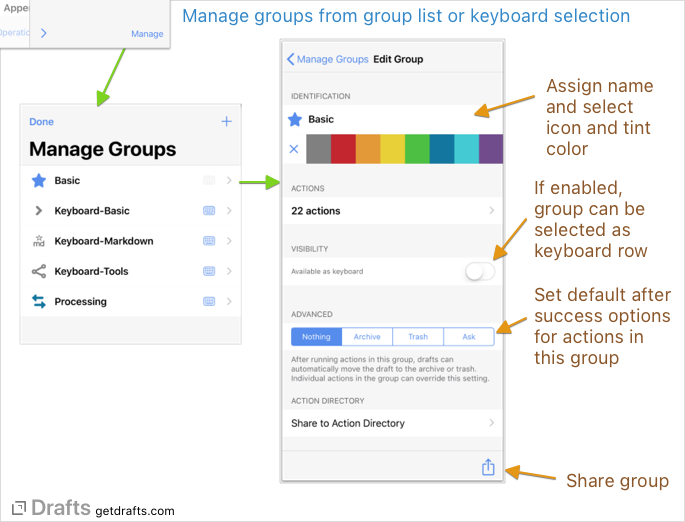 Appe
Operatio
Manage
Manage groups from group list or keyboard selection
Done
+
Manage Groups
Basic
Keyboard-Basic
md
Keyboard-Markdown
Keyboard-Tools
Processing
Manage Groups Edit Group
IDENTIFICATION
Basic
ACTIONS
22 actions
VISIBILITY
Available as keyboard
ADVANCED
Nothing Archive Trash Ask
After running actions in this group, drafts can
automatically move the draft to the archive or trash.
Individual actions in the group can override this setting.
ACTION DIRECTORY
Share to Action Directory
Assign name
and select
icon and tint
color
If enabled,
group can be
selected as
keyboard row
Set default after
success options
for actions in
this group
Share group
Drafts getdrafts.com